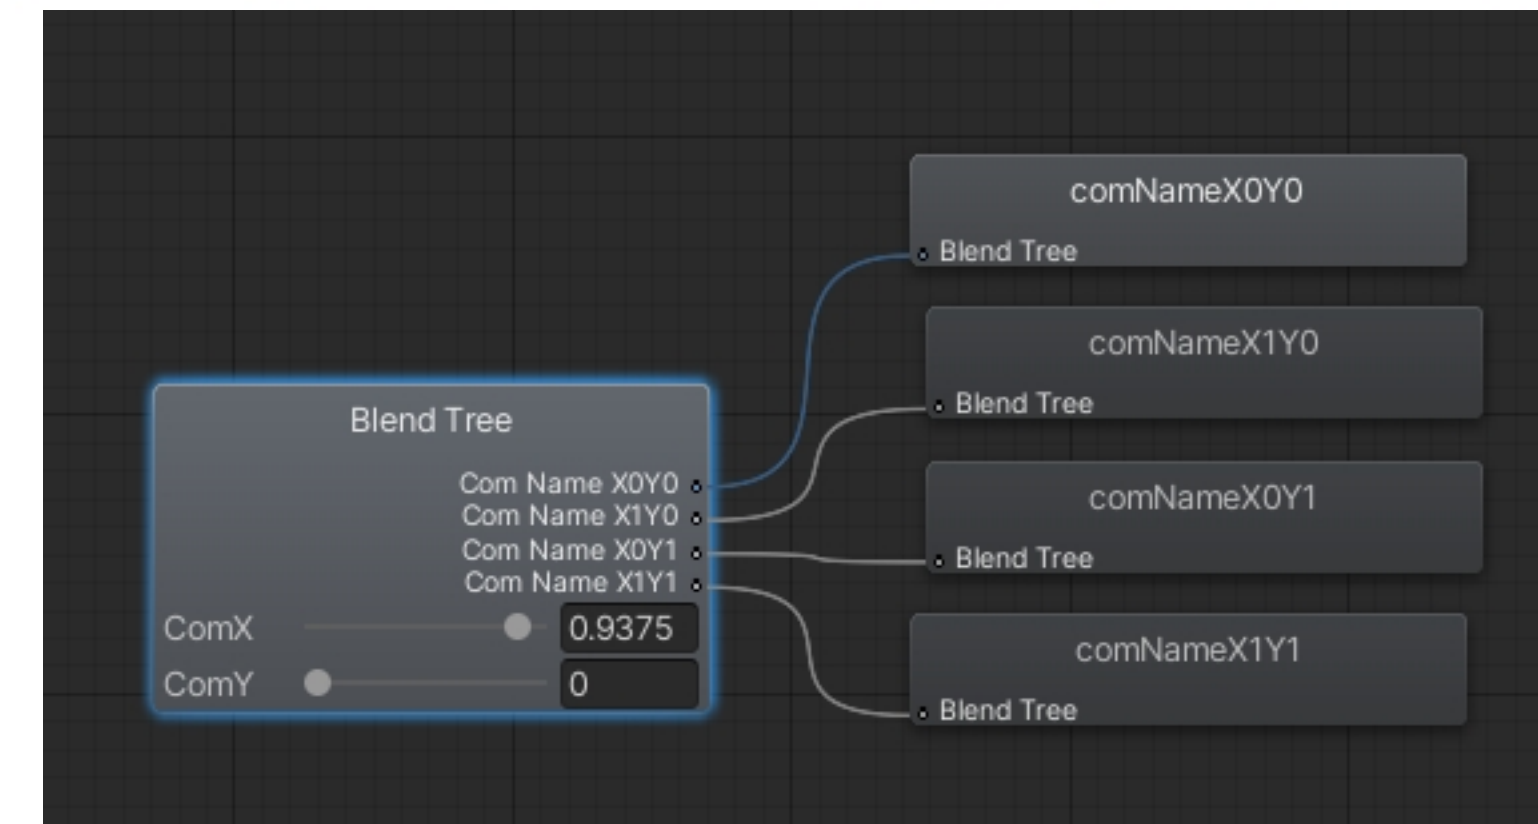 comNameX0Y0
Blend Tree
comNameX1Y0
Blend Tree
Blend Tree
Com Name X0Y0
Com Name X1Y0
Com Name X0Y1
Com Name X1Y1
ComX 0.9375
ComY 0
comNameX0Y1
Blend Tree
comNameX1Y1
Blend Tree